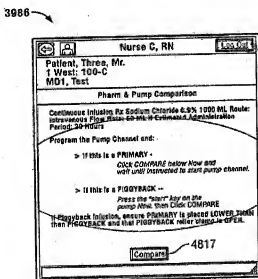 3986
Nurse C, RN Log Out
Patient, Three, Mr.
1 West: 100-C
MD1, Test
Pharm & Pump Comparison
Continuous Infusion Rx Sodium Chloride 0.9% 1000 ML Route:
Intravenous Flow Rate: 50 ML/ Estimated Administration
Period: 20 Hours
Program the Pump Channel and:
> If this is a PRIMARY -
Click COMPARE below Now and
wait until instructed to start pump channel.
> If this is a PIGGYBACK --
Press the "start" key on the
pump Now, then Click COMPARE
If Piggyback Infusion, ensure PRIMARY is placed LOWER THAN
then PIGGYBACK and that PIGGYBACK roller clamp is OPEN.
Compare 4817